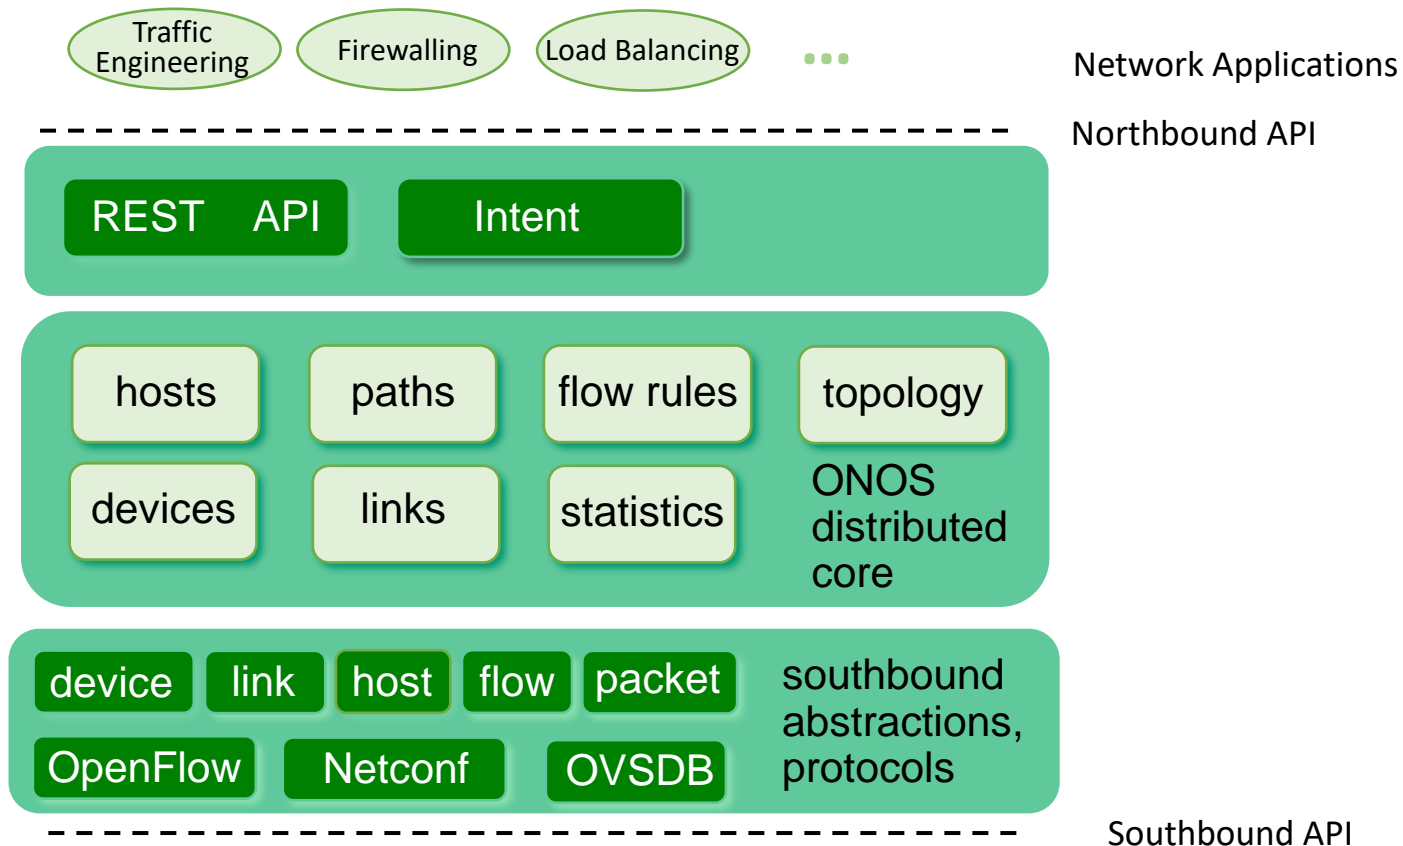 Traffic
Engineering
Firewalling
Load Balancing
...
Network Applications
Northbound API
REST API
Intent
hosts
paths
flow rules
topology
devices
links
statistics
ONOS
distributed
core
device
link
host
flow
packet
southbound
abstractions,
protocols
OpenFlow
Netconf
OVSDB
Southbound API